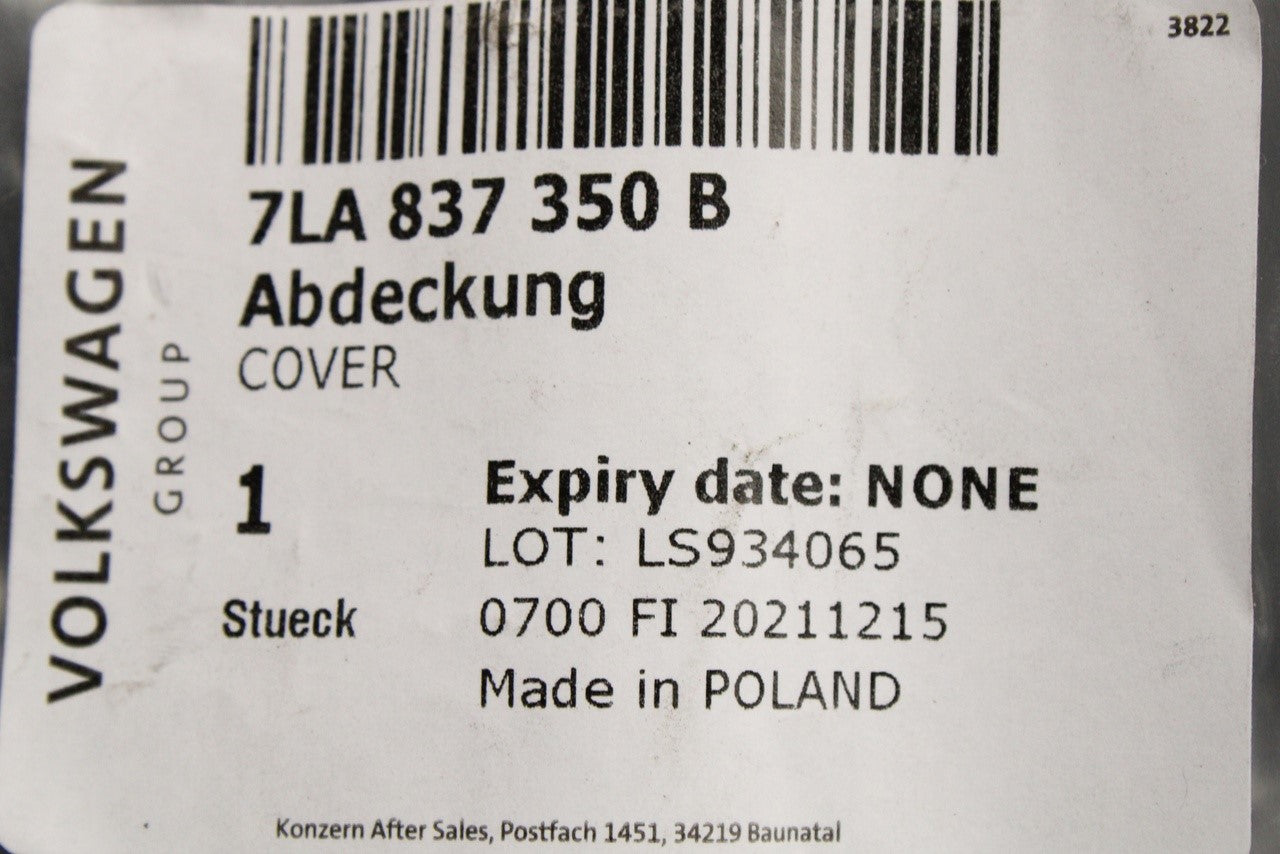 3822
7LA 837 350 B
Abdeckung
COVER
VOLKSWAGEN
GROUP
1
Expiry date: NONE
LOT: LS934065
Stueck
0700 FI 20211215
Made in POLAND
Konzern After Sales, Postfach 1451, 34219 Baunatal